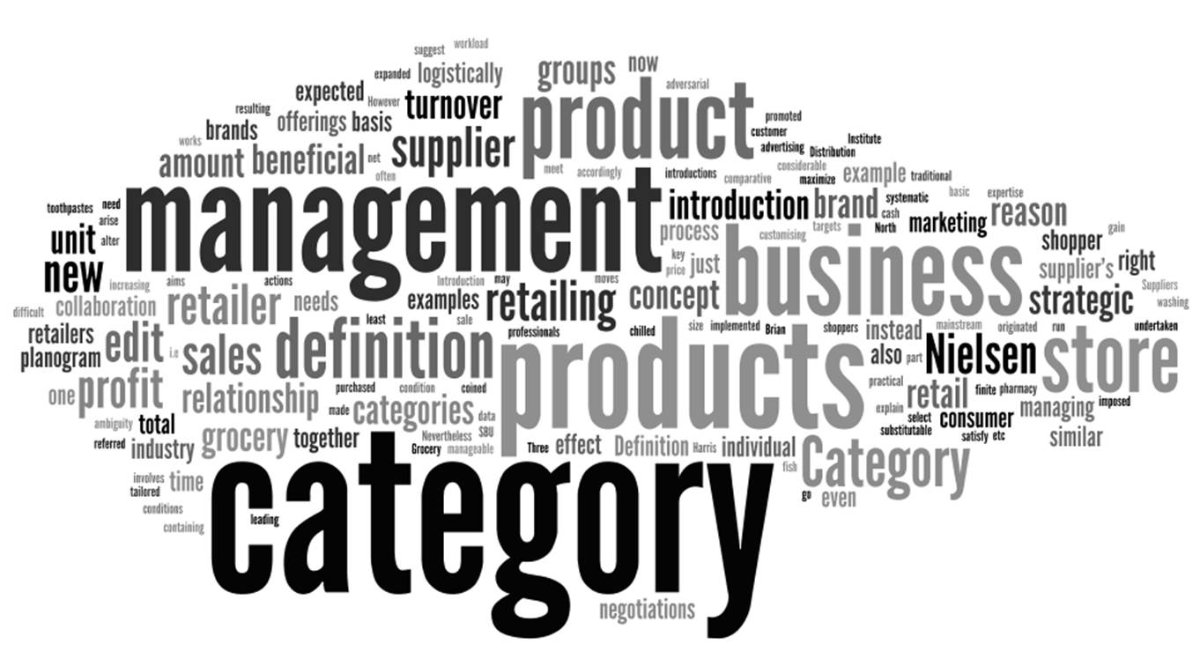 suggest workload
expanded logistically groups now
expected However turnover product adversarial
resulting brands offerings basis promoted
works amount beneficial net supplier customer Institute
often meet accordingly advertising Distribution
introductions comparative considerable maximize example traditional
toothpastes need management introduction brand systematic basic expertise
arise cash reason
unit alter process customising targets North marketing gain
new key price just business shopper
increasing aims actions Introduction may moves supplier's right
difficult collaboration retailer needs examples retailing concept strategic Suppliers washing
least sale
retailers edit i.e sales definition professionals chilled size implemented Brian shoppers instead mainstream originated run undertaken
planogram products also part Nielsen store
one profit relationship purchased condition coined practical retail finite pharmacy
made categories data explain select consumer managing imposed
ambiguity total Nevertheless SBU substitutable satisfy etc similar
referred industry grocery together Grocery manageable Three effect Definition Harris individual Category
fish
involves time category go even
tailored
conditions leading
containing
negotiations